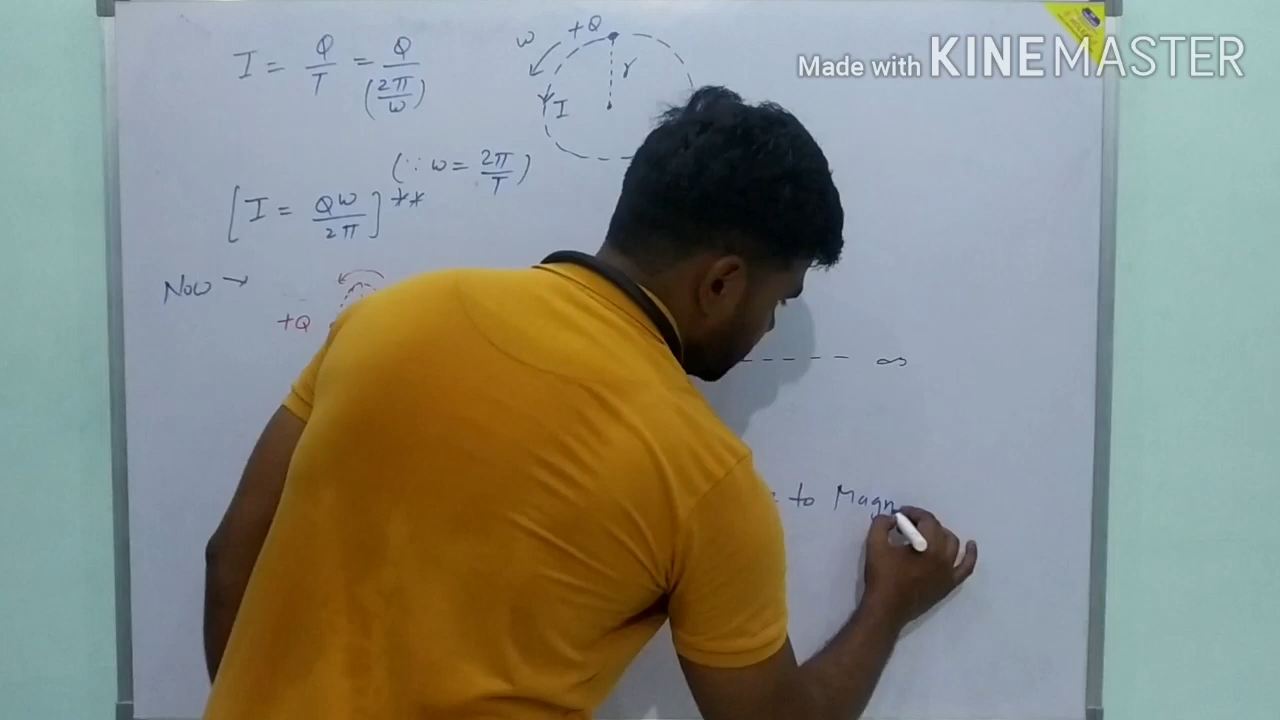 I = Q/T = Q/(2π/ω)
ω +Q
r
I
(∵ ω = 2π/T)
[I = Qω/2π]**
Now →
+Q
∞
to Magn
Made with KINEMASTER